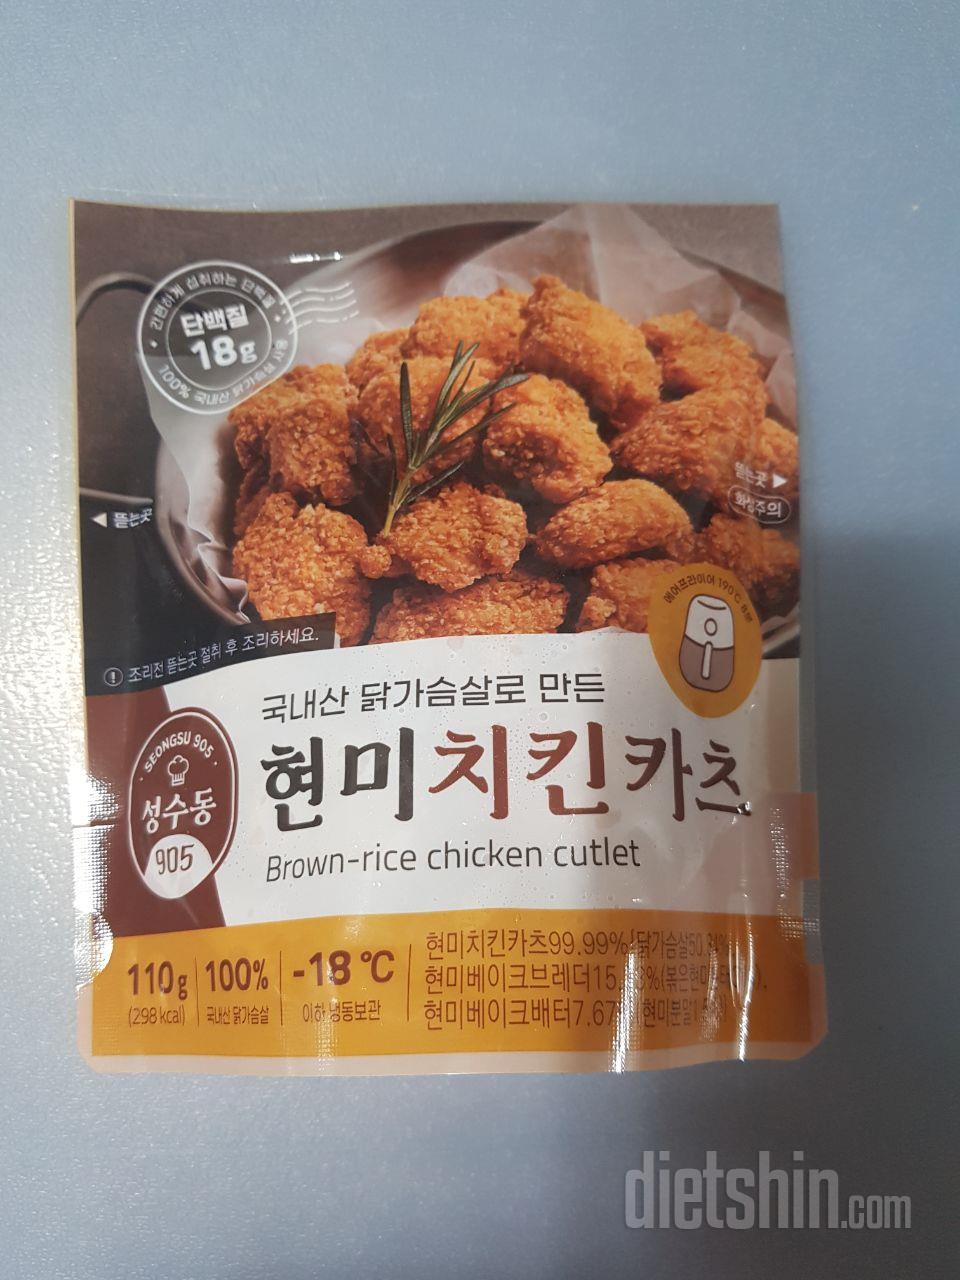 간편하게 섭취하는 단백질
단백질
18g
100% 국내산 닭가슴살 사용
뜯는곳
화상주의
뜯는곳
에어프라이어 190℃ 8분
조리전 뜯는곳 절취 후 조리하세요.
국내산 닭가슴살로 만든
SEONGSU 905
성수동
905
현미치킨카츠
Brown-rice chicken cutlet
110g
(298 kcal)
100%
국내산 닭가슴살
-18 ℃
이하 냉동보관
현미치킨카츠99.99%
현미베이크브레더
현미베이크배터
dietshin.com